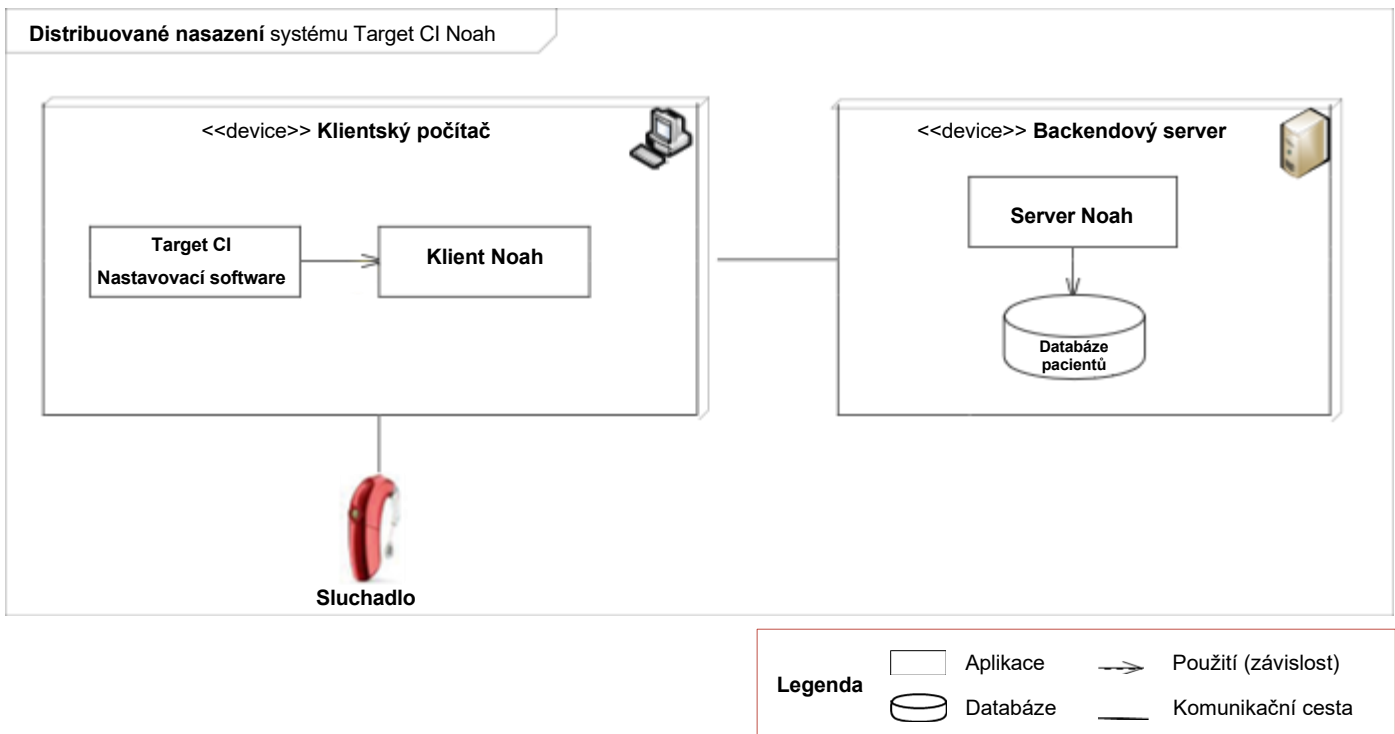 Distribuované nasazení systému Target CI Noah
<<device>> Klientský počítač
Target CI
Nastavovací software
Klient Noah
<<device>> Backendový server
Server Noah
Databáze
pacientů
Sluchadlo
Legenda
Aplikace
Použití (závislost)
Databáze
Komunikační cesta